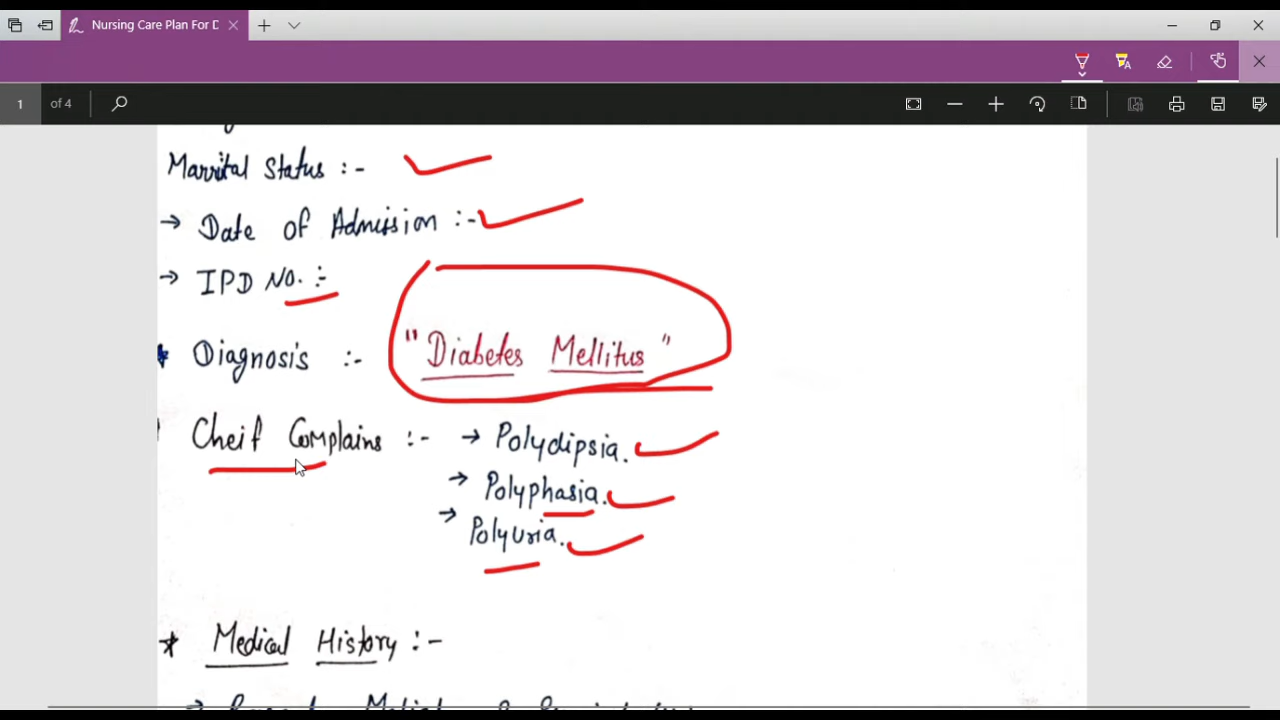 Nursing Care Plan For D
1 of 4
Marrital Status :-
→ Date of Admission :-
→ IPD No. :-
* Diagnosis :- "Diabetes Mellitus"
Cheif Complains :- → Polydipsia.
→ Polyphasia.
→ Polyuria.
* Medical History :-